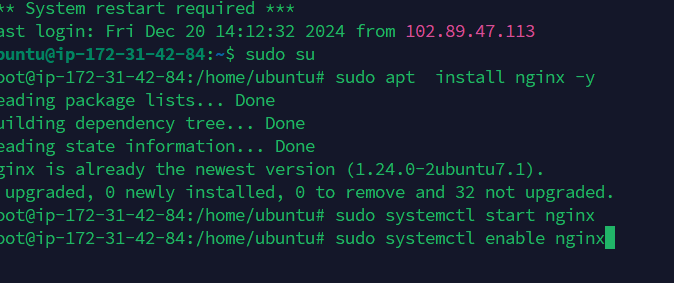 ** System restart required ***
ast login: Fri Dec 20 14:12:32 2024 from 102.89.47.113
buntu@ip-172-31-42-84:~$ sudo su
oot@ip-172-31-42-84:/home/ubuntu# sudo apt  install nginx -y
eading package lists... Done
uilding dependency tree... Done
eading state information... Done
ginx is already the newest version (1.24.0-2ubuntu7.1).
 upgraded, 0 newly installed, 0 to remove and 32 not upgraded.
oot@ip-172-31-42-84:/home/ubuntu# sudo systemctl start nginx
oot@ip-172-31-42-84:/home/ubuntu# sudo systemctl enable nginx